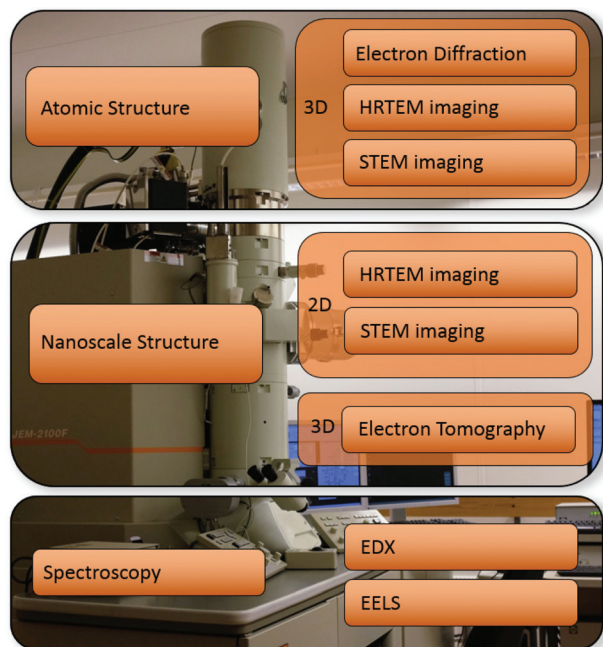 Atomic Structure
3D
Electron Diffraction
HRTEM imaging
STEM imaging
Nanoscale Structure
2D
HRTEM imaging
STEM imaging
3D
Electron Tomography
JEM-2100F
Spectroscopy
EDX
EELS